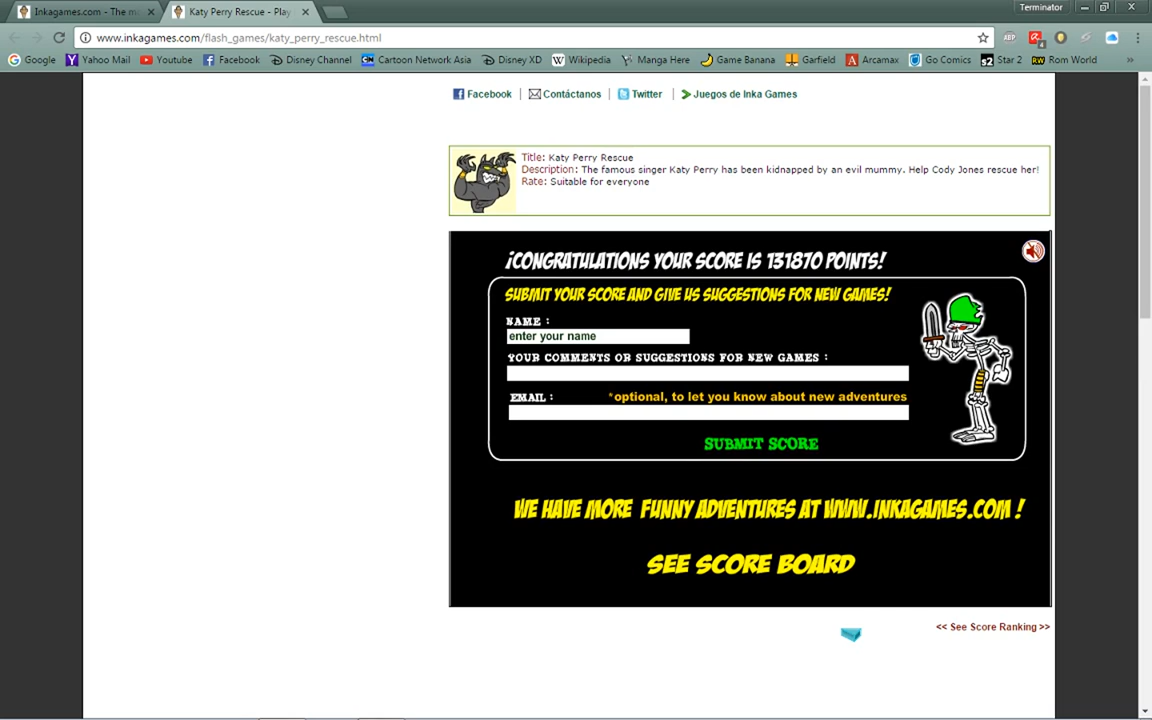 Inkagames.com - The m
Katy Perry Rescue - Play
Terminator
www.inkagames.com/flash_games/katy_perry_rescue.html
Google
Yahoo Mail
Youtube
Facebook
Disney Channel
Cartoon Network Asia
Disney XD
Wikipedia
Manga Here
Game Banana
Garfield
Arcamax
Go Comics
Star 2
Rom World
Facebook | Contáctanos | Twitter | Juegos de Inka Games
Title: Katy Perry Rescue
Description: The famous singer Katy Perry has been kidnapped by an evil mummy. Help Cody Jones rescue her!
Rate: Suitable for everyone
¡CONGRATULATIONS YOUR SCORE IS 131870 POINTS!
SUBMIT YOUR SCORE AND GIVE US SUGGESTIONS FOR NEW GAMES!
NAME :
enter your name
YOUR COMMENTS OR SUGGESTIONS FOR NEW GAMES :
EMAIL : *optional, to let you know about new adventures
SUBMIT SCORE
WE HAVE MORE FUNNY ADVENTURES AT WWW.INKAGAMES.COM !
SEE SCORE BOARD
<< See Score Ranking >>